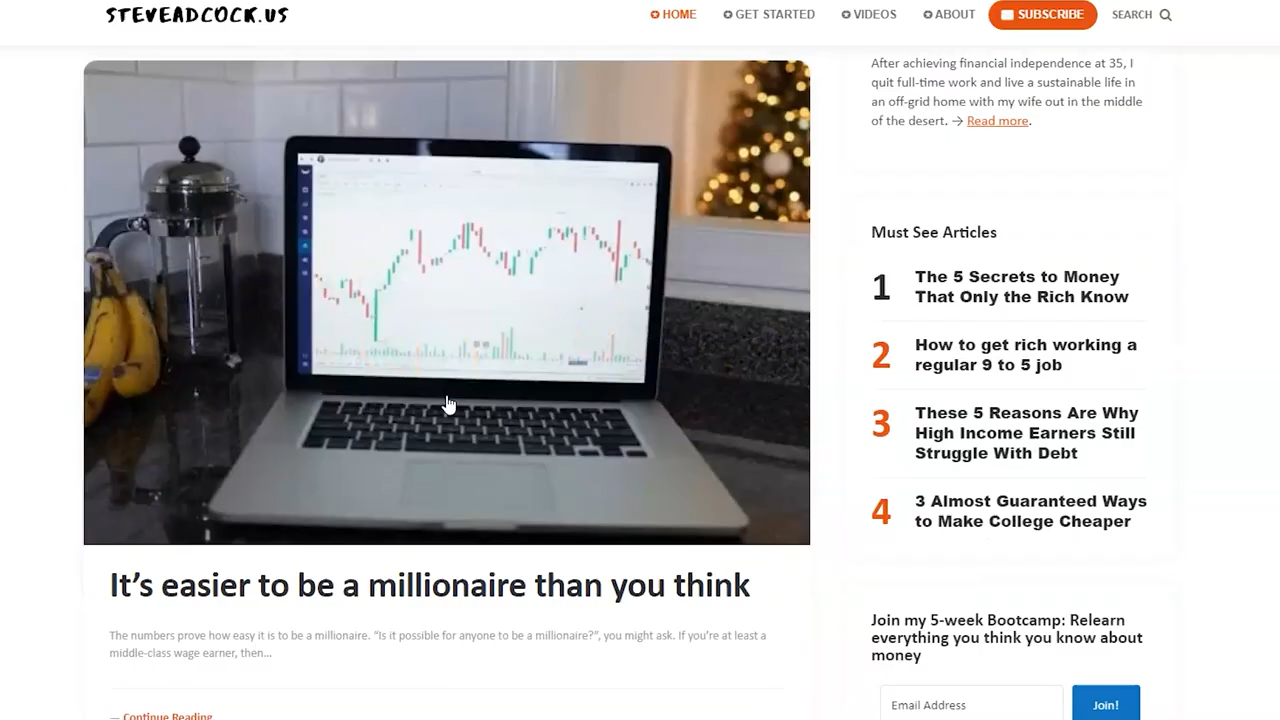 STEVEADCOCK.US
HOME
GET STARTED
VIDEOS
ABOUT
SUBSCRIBE
SEARCH
After achieving financial independence at 35, I
quit full-time work and live a sustainable life in
an off-grid home with my wife out in the middle
of the desert. → Read more.
Must See Articles
1 The 5 Secrets to Money
That Only the Rich Know
2 How to get rich working a
regular 9 to 5 job
3 These 5 Reasons Are Why
High Income Earners Still
Struggle With Debt
4 3 Almost Guaranteed Ways
to Make College Cheaper
It’s easier to be a millionaire than you think
The numbers prove how easy it is to be a millionaire. “Is it possible for anyone to be a millionaire?”, you might ask. If you’re at least a
middle-class wage earner, then...
— Continue Reading
Join my 5-week Bootcamp: Relearn
everything you think you know about
money
Email Address
Join!